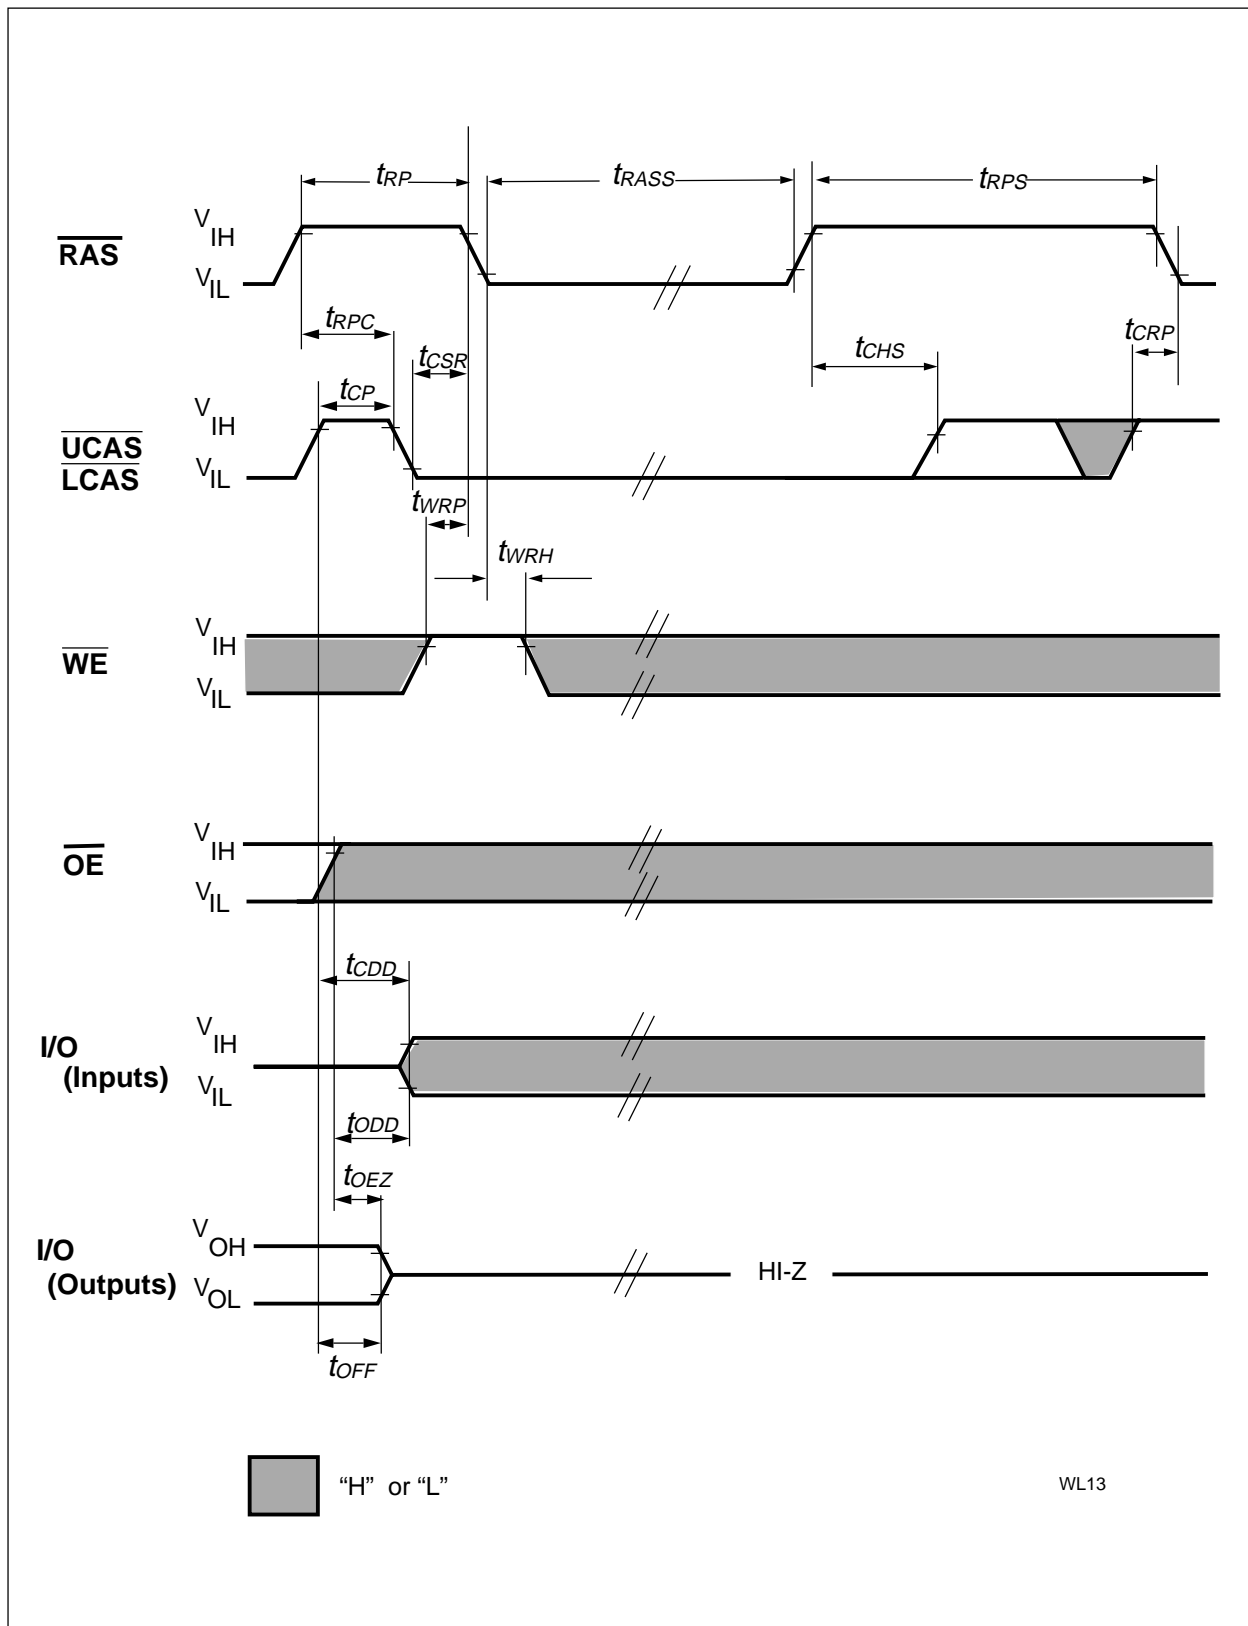 tRP
tRASS
tRPS
VIH
RAS
VIL
tRPC
tCRP
tCHS
tCSR
tCP
VIH
UCAS
LCAS
VIL
tWRP
tWRH
VIH
WE
VIL
VIH
OE
VIL
tCDD
VIH
I/O
(Inputs)
VIL
tODD
tOEZ
VOH
I/O
(Outputs)
HI-Z
VOL
tOFF
“H” or “L”
WL13